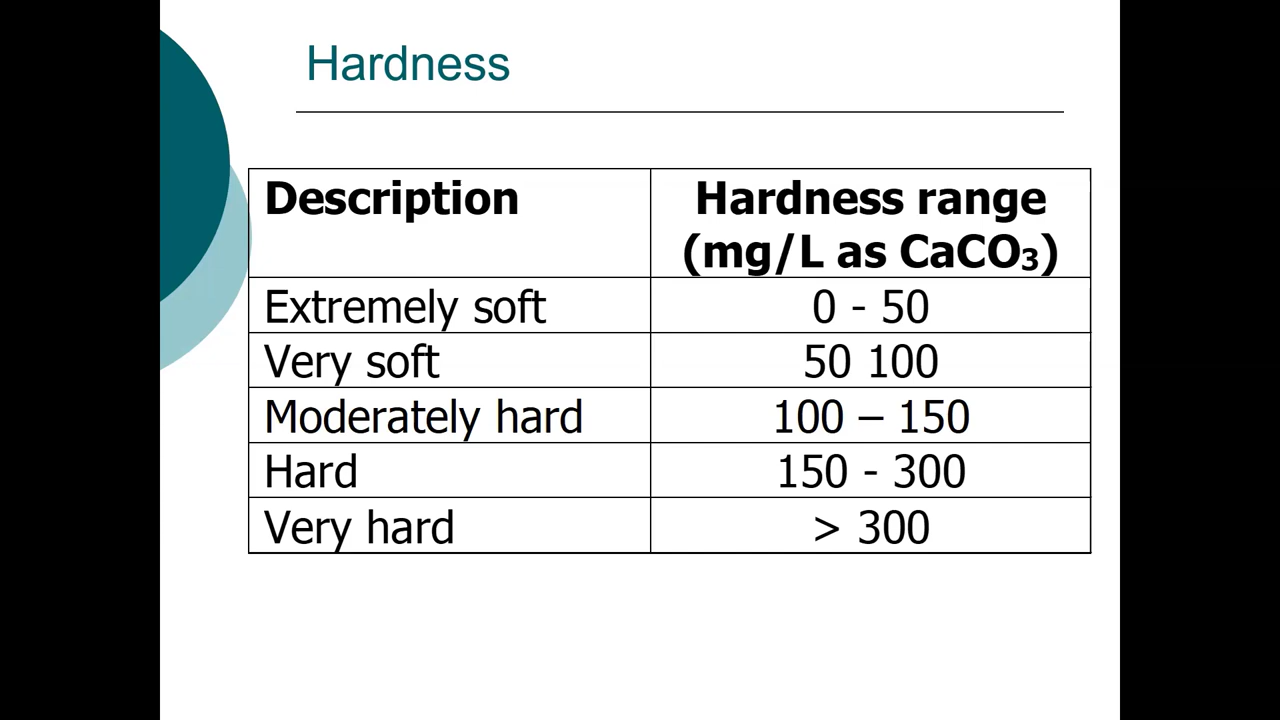 Hardness
Description
Hardness range
(mg/L as CaCO₃)
Extremely soft
0 - 50
Very soft
50 100
Moderately hard
100 – 150
Hard
150 - 300
Very hard
> 300